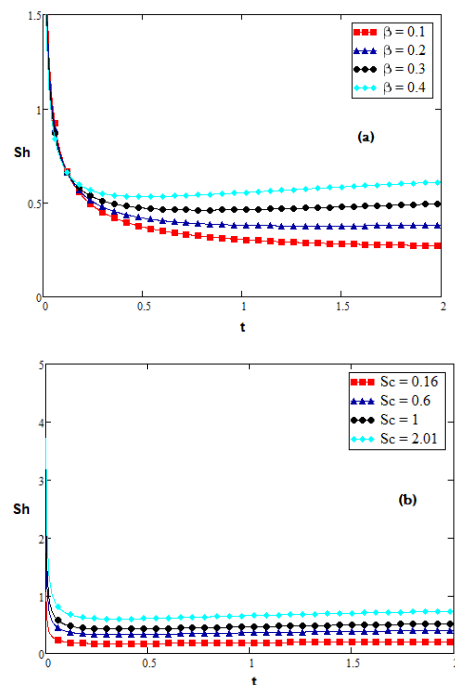 1.5
β = 0.1
β = 0.2
β = 0.3
β = 0.4
(a)
1
Sh
0.5
0
0 0.5 1 1.5 2
t
5
Sc = 0.16
Sc = 0.6
Sc = 1
Sc = 2.01
4
3
(b)
Sh
2
1
0
0 0.5 1 1.5 2
t